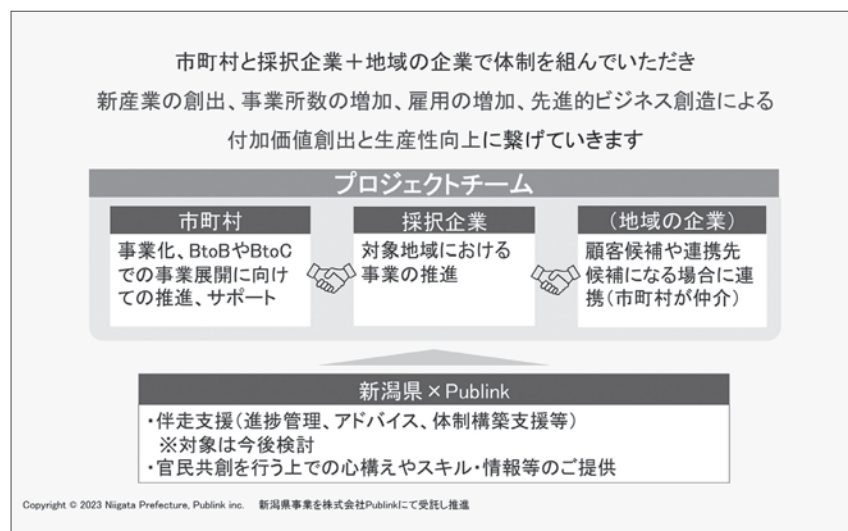 市町村と採択企業＋地域の企業で体制を組んでいただき
新産業の創出、事業所数の増加、雇用の増加、先進的ビジネス創造による
付加価値創出と生産性向上に繋げていきます
プロジェクトチーム
市町村
事業化、BtoBやBtoC
での事業展開に向け
ての推進、サポート
採択企業
対象地域における
事業の推進
（地域の企業）
顧客候補や連携先
候補になる場合に連
携（市町村が仲介）
新潟県×Publink
・伴走支援（進捗管理、アドバイス、体制構築支援等）
※対象は今後検討
・官民共創を行う上での心構えやスキル・情報等のご提供
Copyright © 2023 Niigata Prefecture, Publink inc. 新潟県事業を株式会社Publinkにて受託し推進